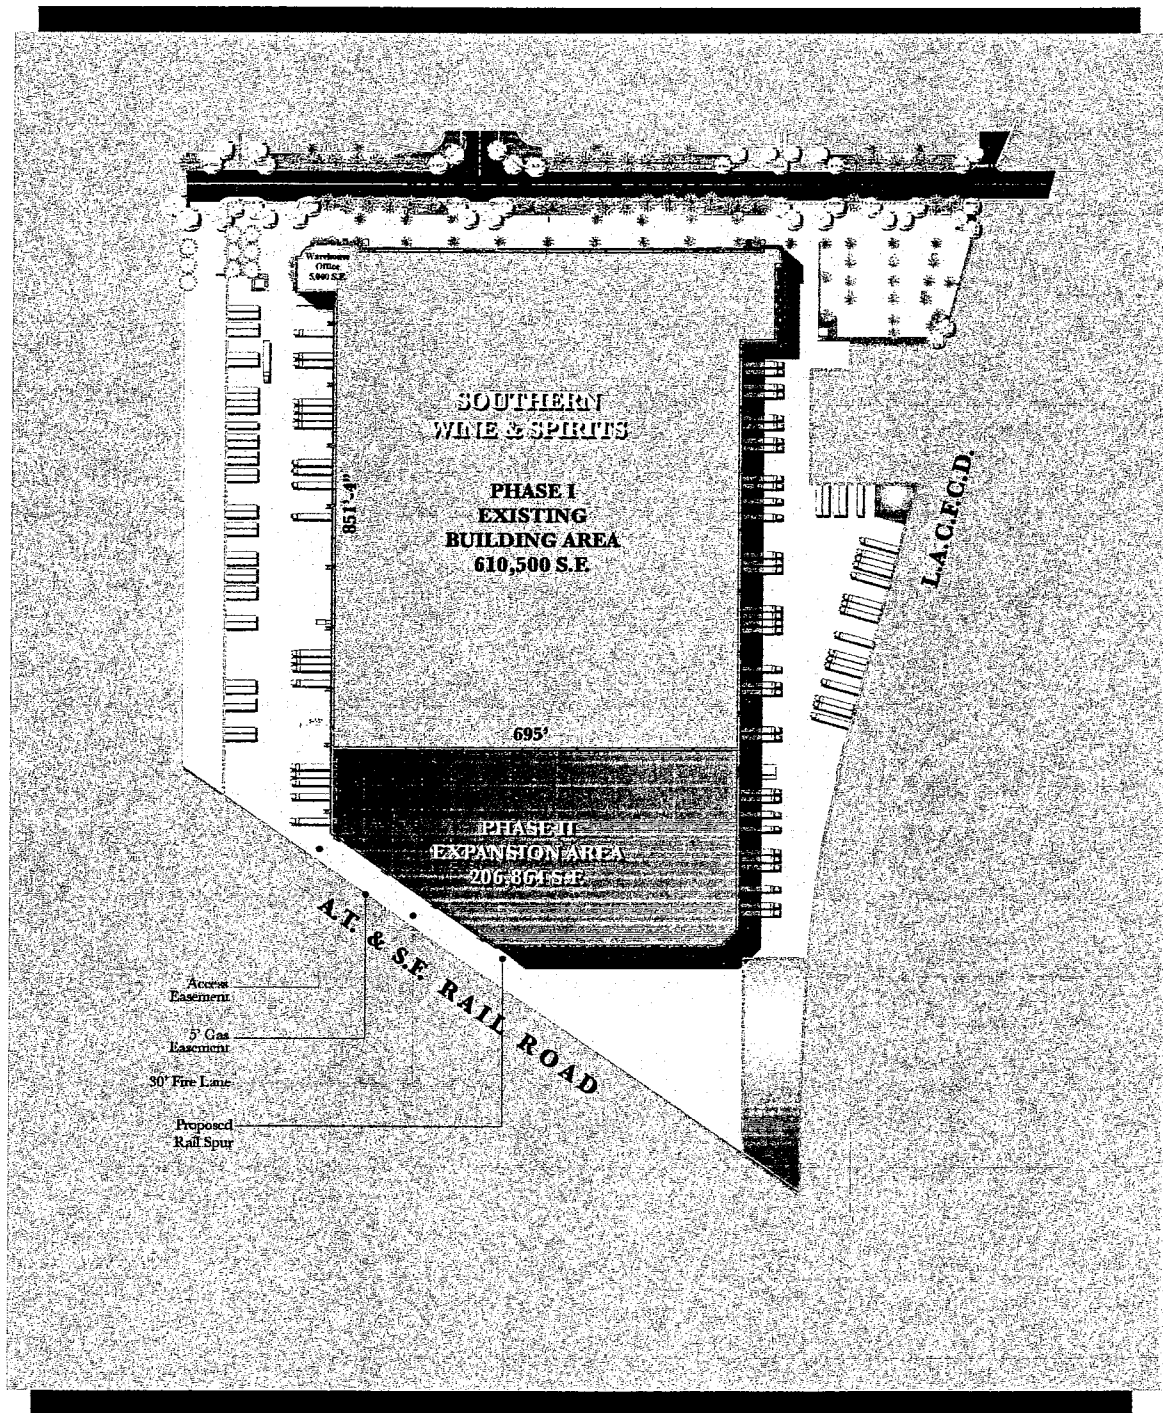 Warehouse
Office
5,000 S.F.
SOUTHERN
WINE & SPIRITS
PHASE I
EXISTING
BUILDING AREA
610,500 S.F.
851'-4"
L.A.C.F.C.D.
695'
PHASE II
EXPANSION AREA
206,864 S.F.
A.T. & S.F. RAIL ROAD
Access
Easement
5' Gas
Easement
30' Fire Lane
Proposed
Rail Spur